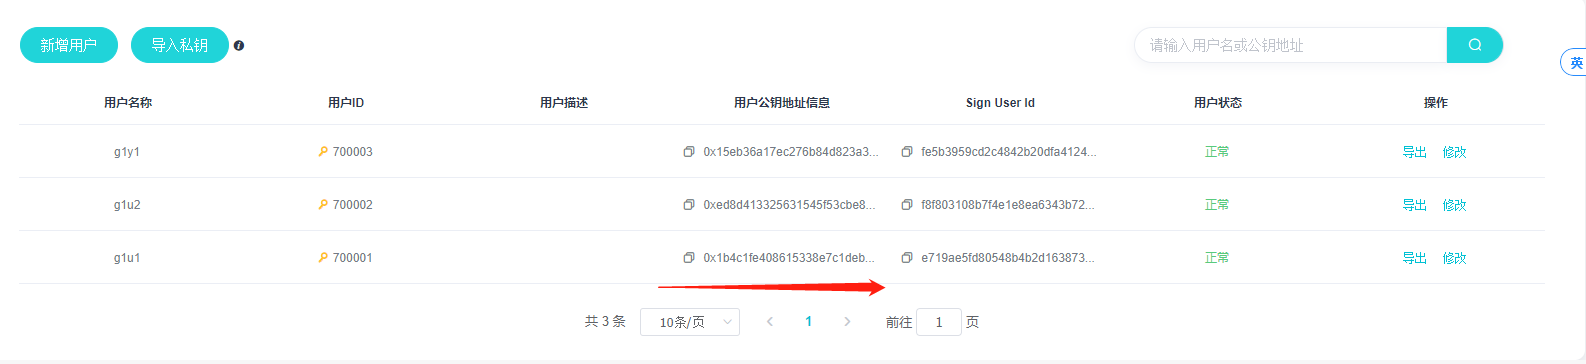 新增用户 导入私钥 请输入用户名或公钥地址
英
用户名称 用户ID 用户描述 用户公钥地址信息 Sign User Id 用户状态 操作
g1y1 700003 0x15eb36a17ec276b84d823a3... fe5b3959cd2c4842b20dfa4124... 正常 导出 修改
g1u2 700002 0xed8d413325631545f53cbe8... f8f803108b7f4e1e8ea6343b72... 正常 导出 修改
g1u1 700001 0x1b4c1fe408615338e7c1deb... e719ae5fd80548b4b2d163873... 正常 导出 修改
共 3 条 10条/页 1 前往 1 页